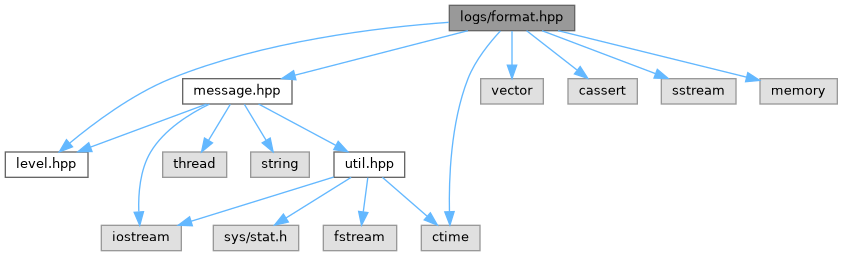 logs/format.hpp
message.hpp
vector
cassert
sstream
memory
level.hpp
thread
string
util.hpp
iostream
sys/stat.h
fstream
ctime